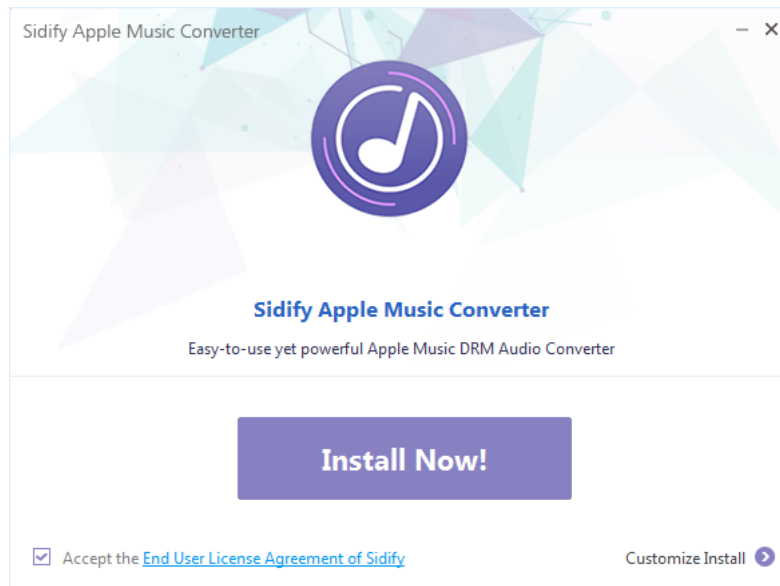 Sidify Apple Music Converter
Sidify Apple Music Converter
Easy-to-use yet powerful Apple Music DRM Audio Converter
Install Now!
Accept the End User License Agreement of Sidify
Customize Install